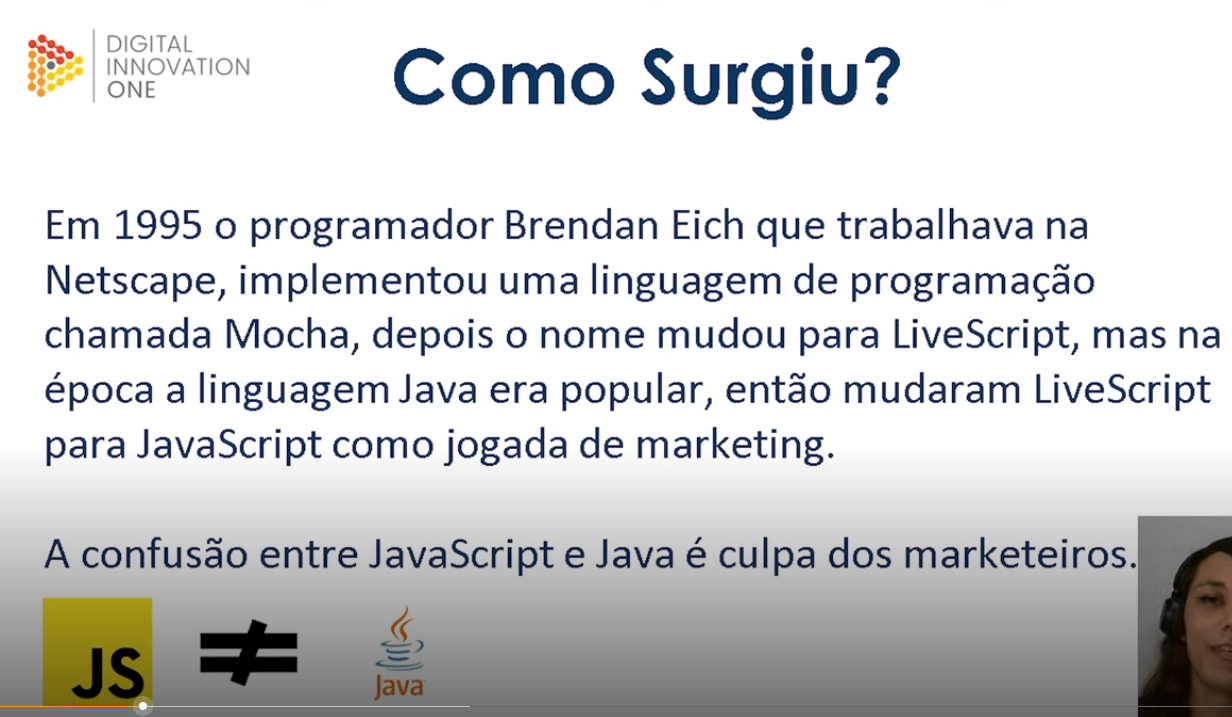 DIGITAL
INNOVATION
ONE
Como Surgiu?
Em 1995 o programador Brendan Eich que trabalhava na
Netscape, implementou uma linguagem de programação
chamada Mocha, depois o nome mudou para LiveScript, mas na
época a linguagem Java era popular, então mudaram LiveScript
para JavaScript como jogada de marketing.
A confusão entre JavaScript e Java é culpa dos marketeiros.
JS
≠
Java